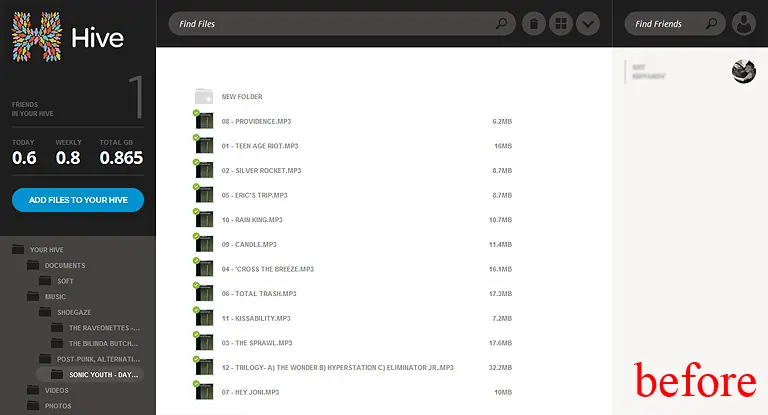 Hive
FRIENDS
IN YOUR HIVE
1
TODAY WEEKLY TOTAL GB
0.6 0.8 0.865
ADD FILES TO YOUR HIVE
YOUR HIVE
DOCUMENTS
SOFT
MUSIC
SHOEGAZE
THE RAVEONETTES -...
THE BILINDA BUTCH...
POST-PUNK, ALTERNATI...
SONIC YOUTH - DAY...
VIDEOS
PHOTOS
Find Files
NEW FOLDER
08 - PROVIDENCE.MP3 6.2MB
01 - TEEN AGE RIOT.MP3 16MB
02 - SILVER ROCKET.MP3 8.7MB
05 - ERIC'S TRIP.MP3 8.7MB
10 - RAIN KING.MP3 10.7MB
09 - CANDLE.MP3 11.4MB
04 - 'CROSS THE BREEZE.MP3 16.1MB
06 - TOTAL TRASH.MP3 17.3MB
11 - KISSABILITY.MP3 7.2MB
03 - THE SPRAWL.MP3 17.6MB
12 - TRILOGY- A) THE WONDER B) HYPERSTATION C) ELIMINATOR JR..MP3 32.2MB
07 - HEY JONI.MP3 10MB
Find Friends
before